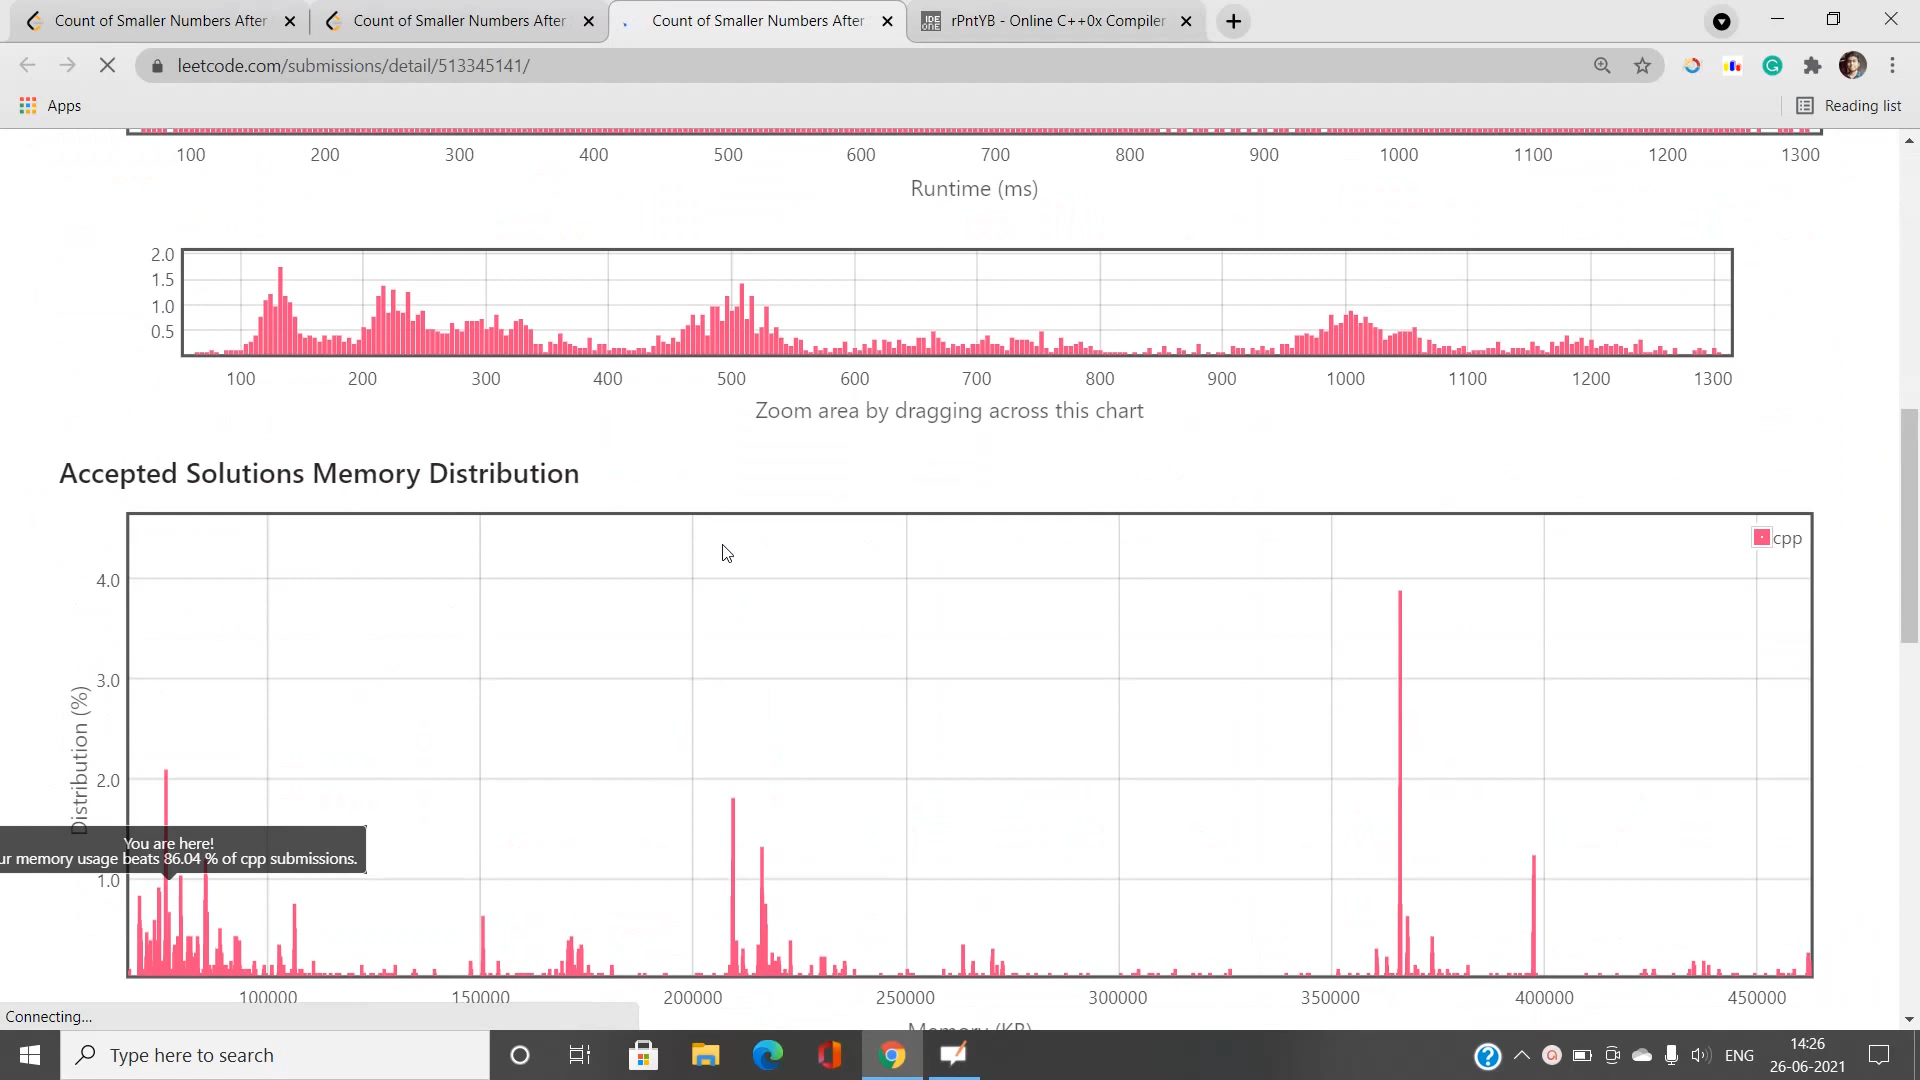 Count of Smaller Numbers After
Count of Smaller Numbers After
Count of Smaller Numbers After
IDE ONE
rPntYB - Online C++0x Compiler
leetcode.com/submissions/detail/513345141/
Apps
Reading list
100 200 300 400 500 600 700 800 900 1000 1100 1200 1300
Runtime (ms)
2.0
1.5
1.0
0.5
100 200 300 400 500 600 700 800 900 1000 1100 1200 1300
Zoom area by dragging across this chart
Accepted Solutions Memory Distribution
cpp
4.0
3.0
2.0
1.0
Distribution (%)
You are here!
ur memory usage beats 86.04 % of cpp submissions.
100000 150000 200000 250000 300000 350000 400000 450000
Memory (KB)
Connecting...
Type here to search
ENG
14:26
26-06-2021